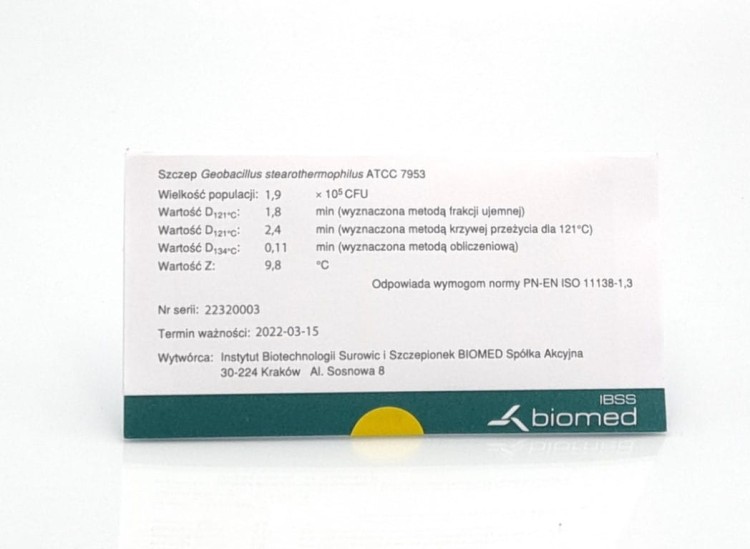 Szczep Geobacillus stearothermophilus ATCC 7953
Wielkość populacji: 1,9 × 10⁵ CFU
Wartość D₁₂₁°C: 1,8 min (wyznaczona metodą frakcji ujemnej)
Wartość D₁₂₁°C: 2,4 min (wyznaczona metodą krzywej przeżycia dla 121°C)
Wartość D₁₃₄°C: 0,11 min (wyznaczona metodą obliczeniową)
Wartość Z: 9,8 °C
Odpowiada wymogom normy PN-EN ISO 11138-1,3
Nr serii: 22320003
Termin ważności: 2022-03-15
Wytwórca: Instytut Biotechnologii Surowic i Szczepionek BIOMED Spółka Akcyjna
30-224 Kraków Al. Sosnowa 8
IBSS
biomed